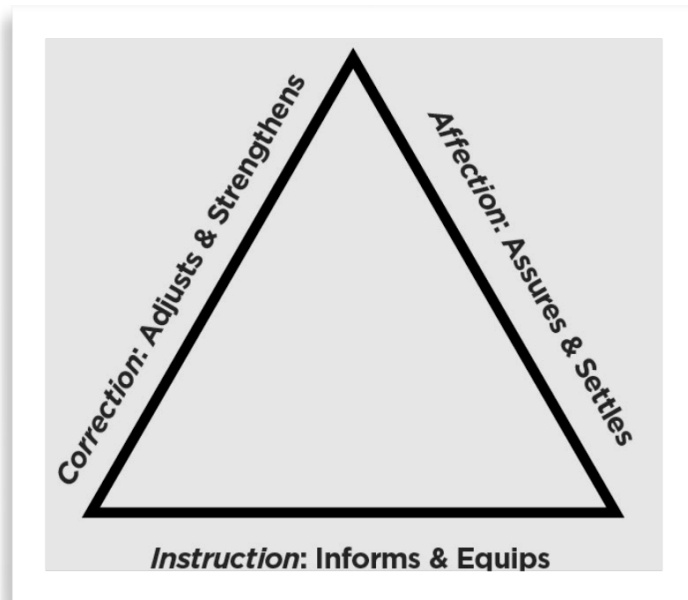 Correction: Adjusts & Strengthens
Affection: Assures & Settles
Instruction: Informs & Equips